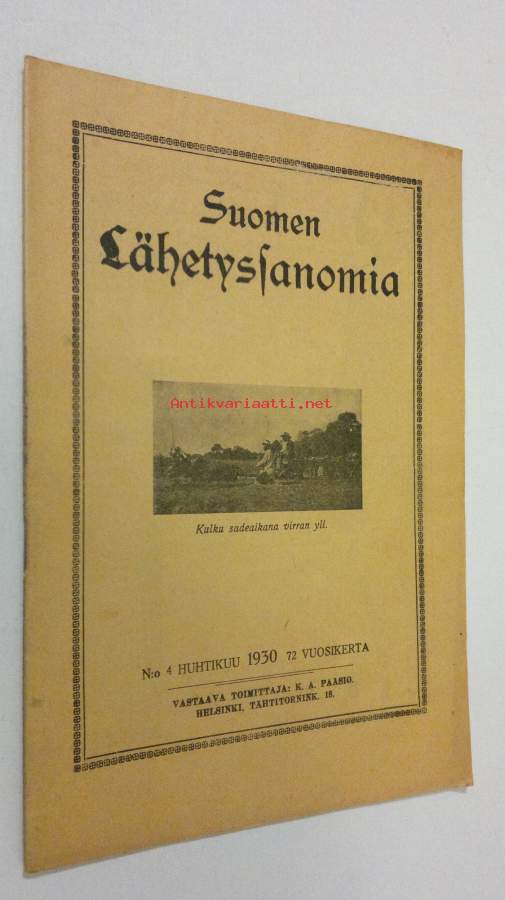 Suomen
Lähetysſanomia
Antikvariaatti.net
Kulku sadeaikana virran yli.
N:o 4 HUHTIKUU 1930 72 VUOSIKERTA
VASTAAVA TOIMITTAJA: K. A. PAASIO.
HELSINKI, TÄHTITORNINK. 18.